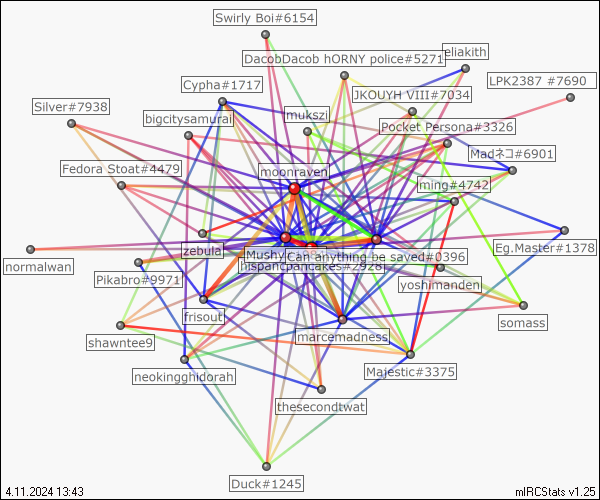 Swirly Boi#6154
DacobDacob hORNY police#5271
eliakith
JKOUYH VIII#7034
LPK2387 #7690
Cypha#1717
Silver#7938
mukszi
bigcitysamurai
Pocket Persona#3326
Madネコ#6901
moonraven
Fedora Stoat#4479
ming#4742
zebula
Mushy
Can anything be saved#0396
Eg.Master#1378
normalwan
Pikabro#9971
yoshimanden
frisout
somass
marcemadness
shawntee9
Majestic#3375
neokingghidorah
thesecondtwat
Duck#1245
4.11.2024 13:43
mIRCStats v1.25